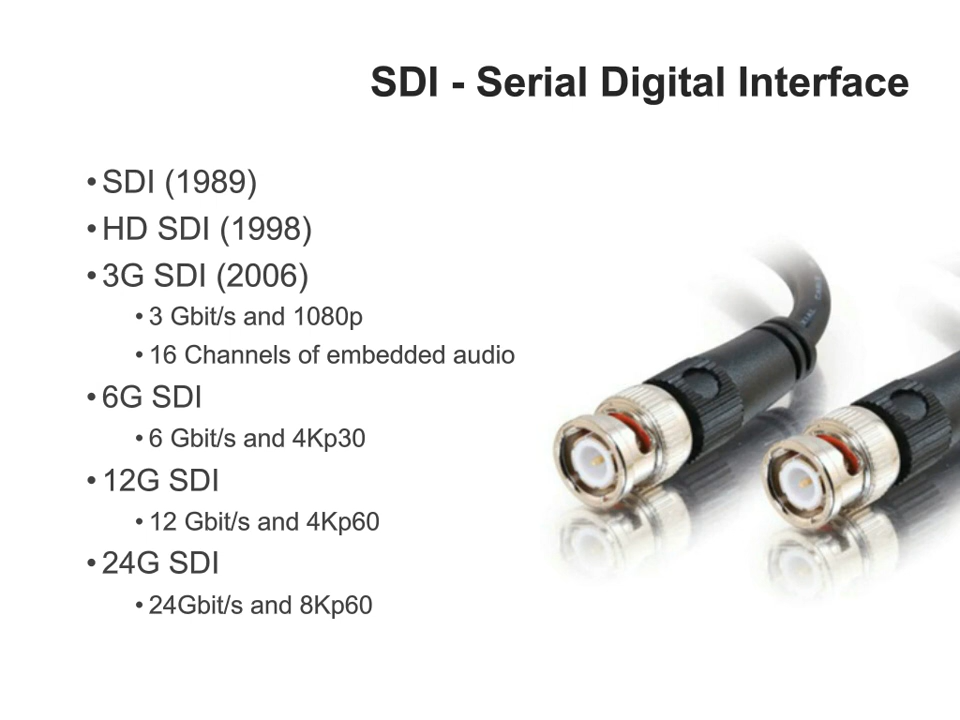 SDI - Serial Digital Interface
•SDI (1989)
•HD SDI (1998)
•3G SDI (2006)
•3 Gbit/s and 1080p
•16 Channels of embedded audio
•6G SDI
•6 Gbit/s and 4Kp30
•12G SDI
•12 Gbit/s and 4Kp60
•24G SDI
•24Gbit/s and 8Kp60